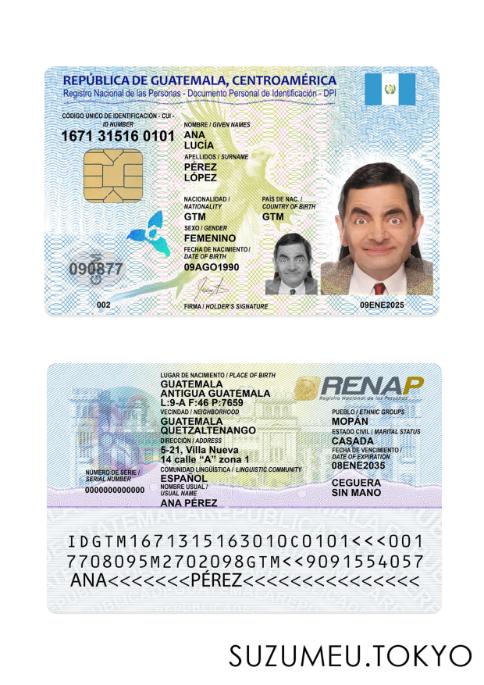 REPÚBLICA DE GUATEMALA, CENTROAMÉRICA
Registro Nacional de las Personas - Documento Personal de Identificación - DPI
CÓDIGO ÚNICO DE IDENTIFICACIÓN - CUI -
ID NUMBER
1671 31516 0101
NOMBRE / GIVEN NAMES
ANA
LUCÍA
APELLIDOS / SURNAME
PÉREZ
LÓPEZ
NACIONALIDAD /
NATIONALITY
GTM
PAÍS DE NAC. /
COUNTRY OF BIRTH
GTM
SEXO / GENDER
FEMENINO
FECHA DE NACIMIENTO /
DATE OF BIRTH
09AGO1990
090877
GTM
002
FIRMA / HOLDER'S SIGNATURE
09ENE2025
LUGAR DE NACIMIENTO / PLACE OF BIRTH
GUATEMALA
ANTIGUA GUATEMALA
L:9-A F:46 P:7659
VECINDAD / NEIGHBORHOOD
GUATEMALA
QUETZALTENANGO
DIRECCIÓN / ADDRESS
5-21, Villa Nueva
14 calle "A" zona 1
COMUNIDAD LINGÜÍSTICA / LINGUISTIC COMMUNITY
ESPAÑOL
NOMBRE USUAL /
USUAL NAME
ANA PÉREZ
NÚMERO DE SERIE /
SERIAL NUMBER
0000000000000
RENAP
Registro Nacional de las Personas
PUEBLO / ETHNIC GROUPS
MOPÁN
ESTADO CIVIL / MARITAL STATUS
CASADA
FECHA DE VENCIMIENTO /
DATE OF EXPIRATION
08ENE2035
CEGUERA
SIN MANO
IDGTM1671315163010C0101<<<001
7708095M2702098GTM<<9091554057
ANA<<<<<<<PÉREZ<<<<<<<<<<<<<<<
SUZUMEU.TOKYO